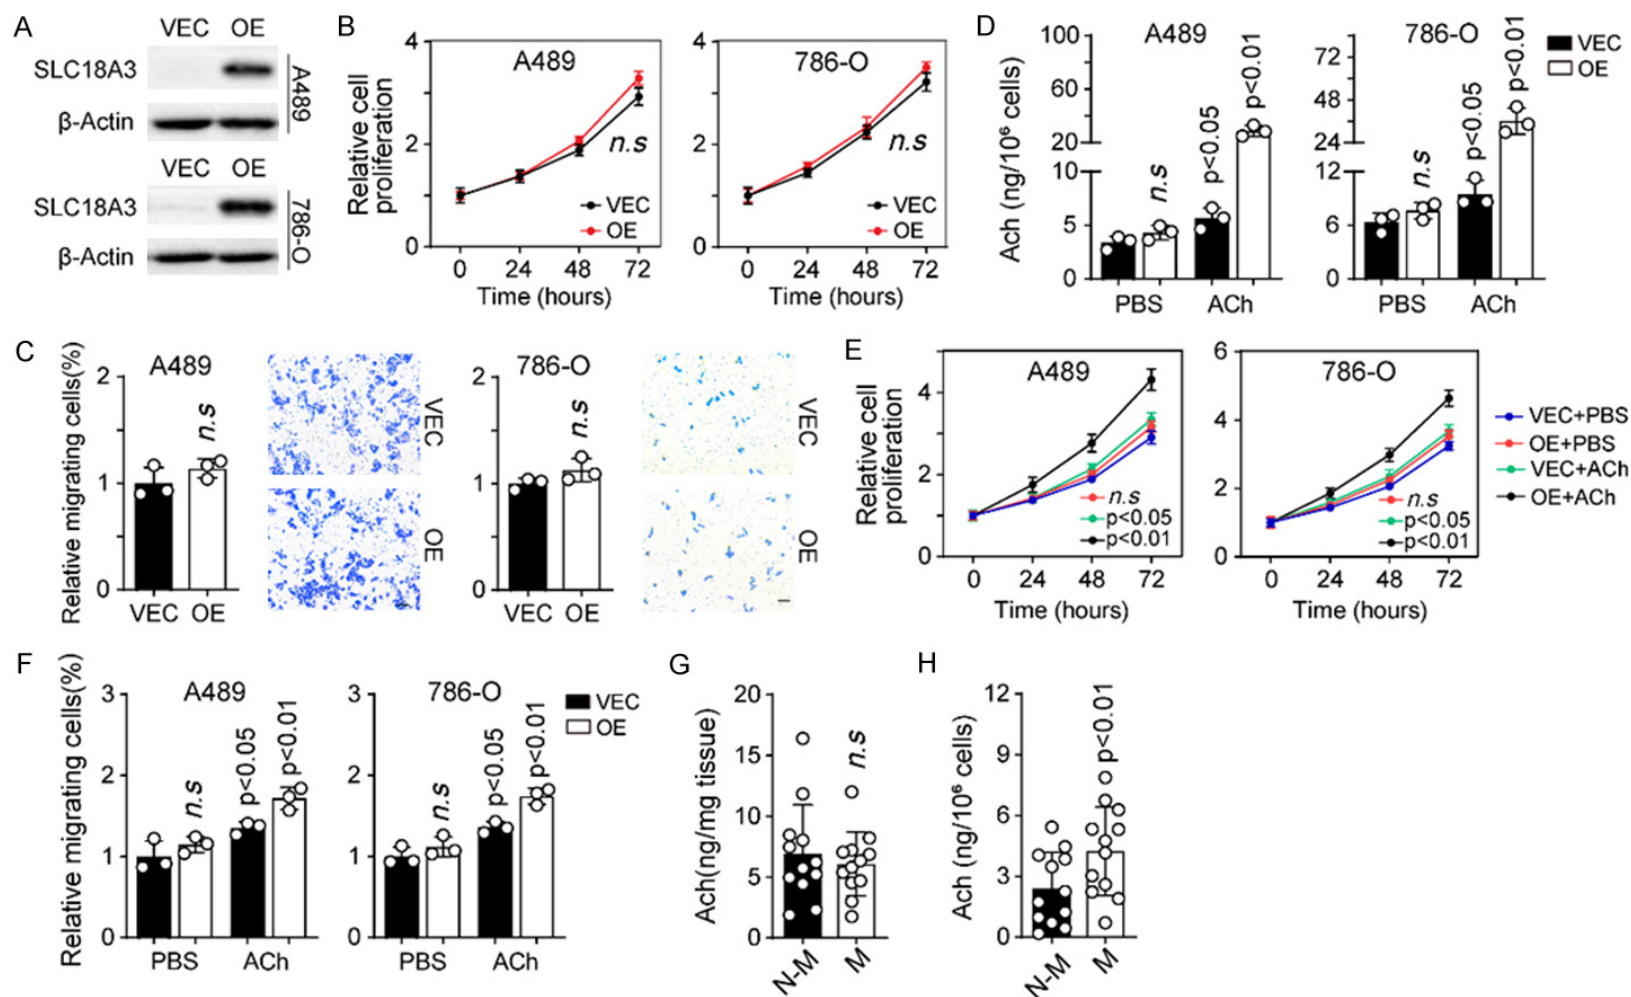 A
VEC OE
SLC18A3
β-Actin
A489
SLC18A3
β-Actin
786-O
B
Relative cell
proliferation
4
2
0
A489
n.s
VEC
OE
0 24 48 72
Time (hours)
4
2
0
786-O
n.s
VEC
OE
0 24 48 72
Time (hours)
D
Ach (ng/10⁶ cells)
100
60
20
10
5
0
A489
n.s
p<0.05
p<0.01
PBS ACh
72
48
24
12
6
0
786-O
n.s
p<0.05
p<0.01
PBS ACh
VEC
OE
C
Relative migrating cells(%)
2
1
0
A489
n.s
VEC OE
VEC
OE
2
1
0
786-O
n.s
VEC OE
VEC
OE
E
Relative cell
proliferation
4
2
0
A489
n.s
p<0.05
p<0.01
0 24 48 72
Time (hours)
6
4
2
0
786-O
n.s
p<0.05
p<0.01
0 24 48 72
Time (hours)
VEC+PBS
OE+PBS
VEC+ACh
OE+ACh
F
Relative migrating cells(%)
3
2
1
0
A489
n.s
p<0.05
p<0.01
PBS ACh
3
2
1
0
786-O
n.s
p<0.05
p<0.01
PBS ACh
VEC
OE
G
Ach(ng/mg tissue)
20
15
10
5
0
n.s
N-M M
H
Ach (ng/10⁶ cells)
12
9
6
3
0
p<0.01
N-M M